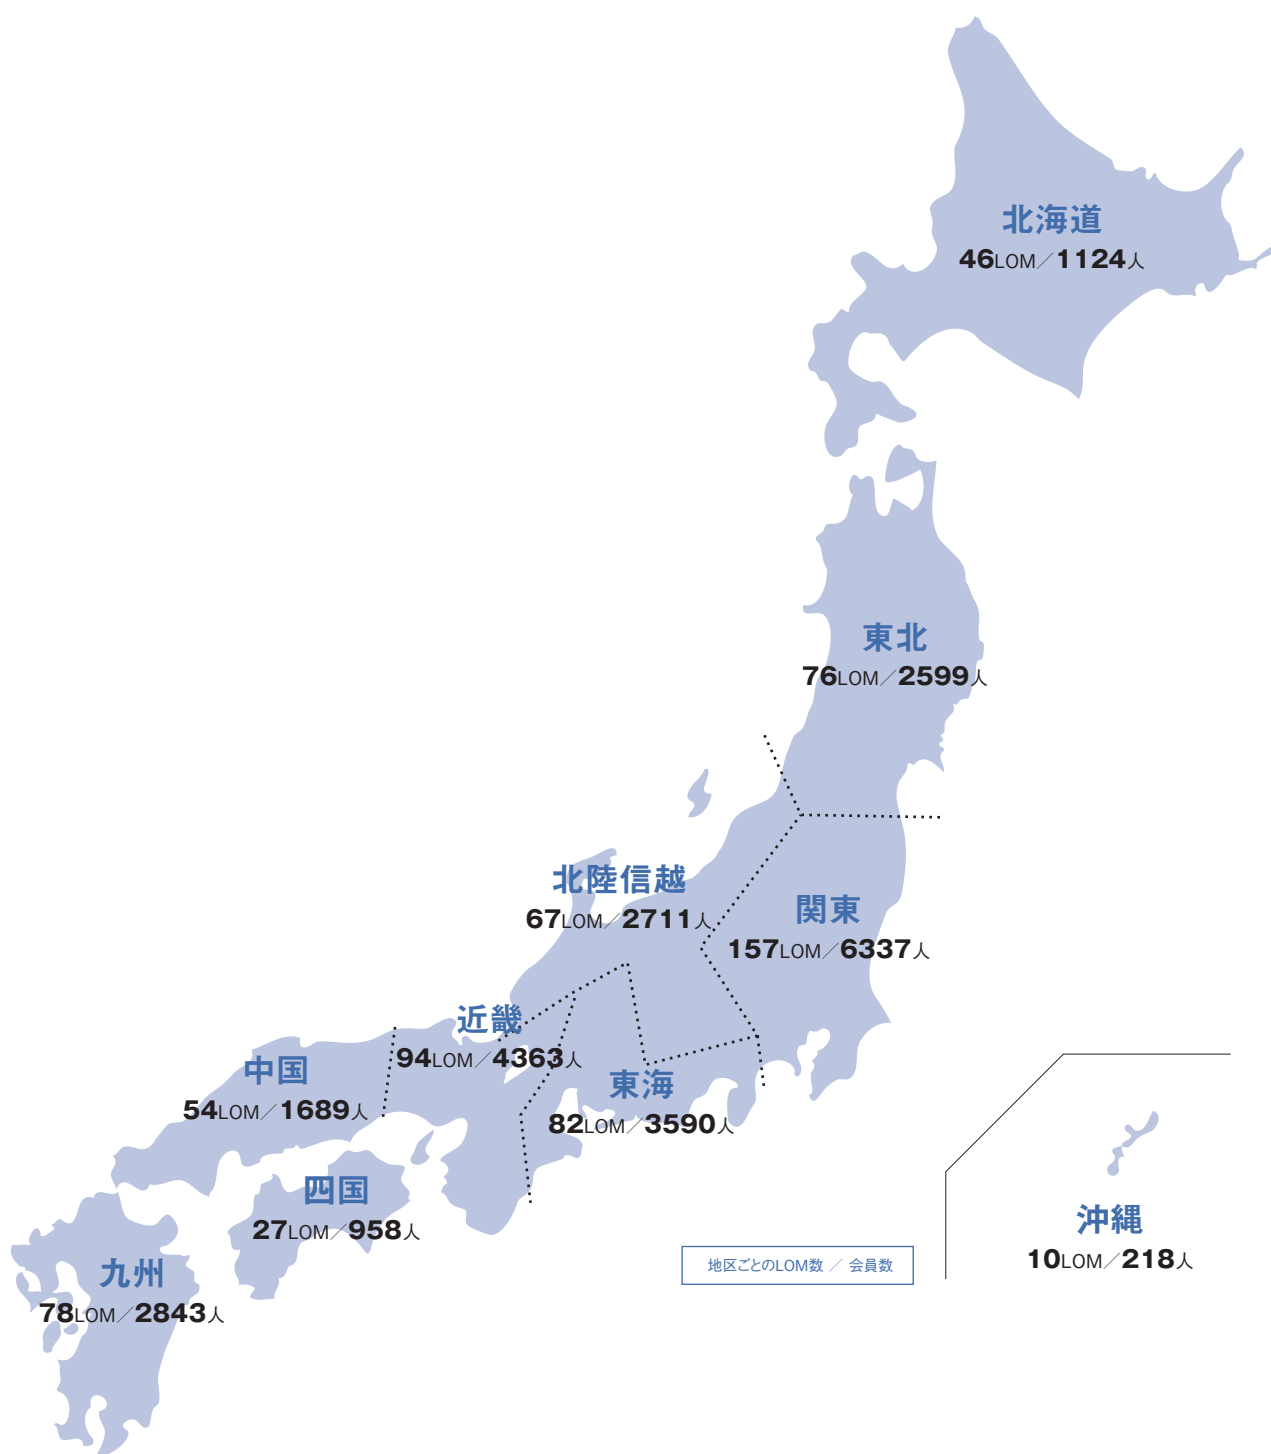 北海道
46LOM／1124人
東北
76LOM／2599人
北陸信越
67LOM／2711人
関東
157LOM／6337人
近畿
94LOM／4363人
中国
54LOM／1689人
東海
82LOM／3590人
四国
27LOM／958人
沖縄
10LOM／218人
九州
78LOM／2843人
地区ごとのLOM数 ／ 会員数